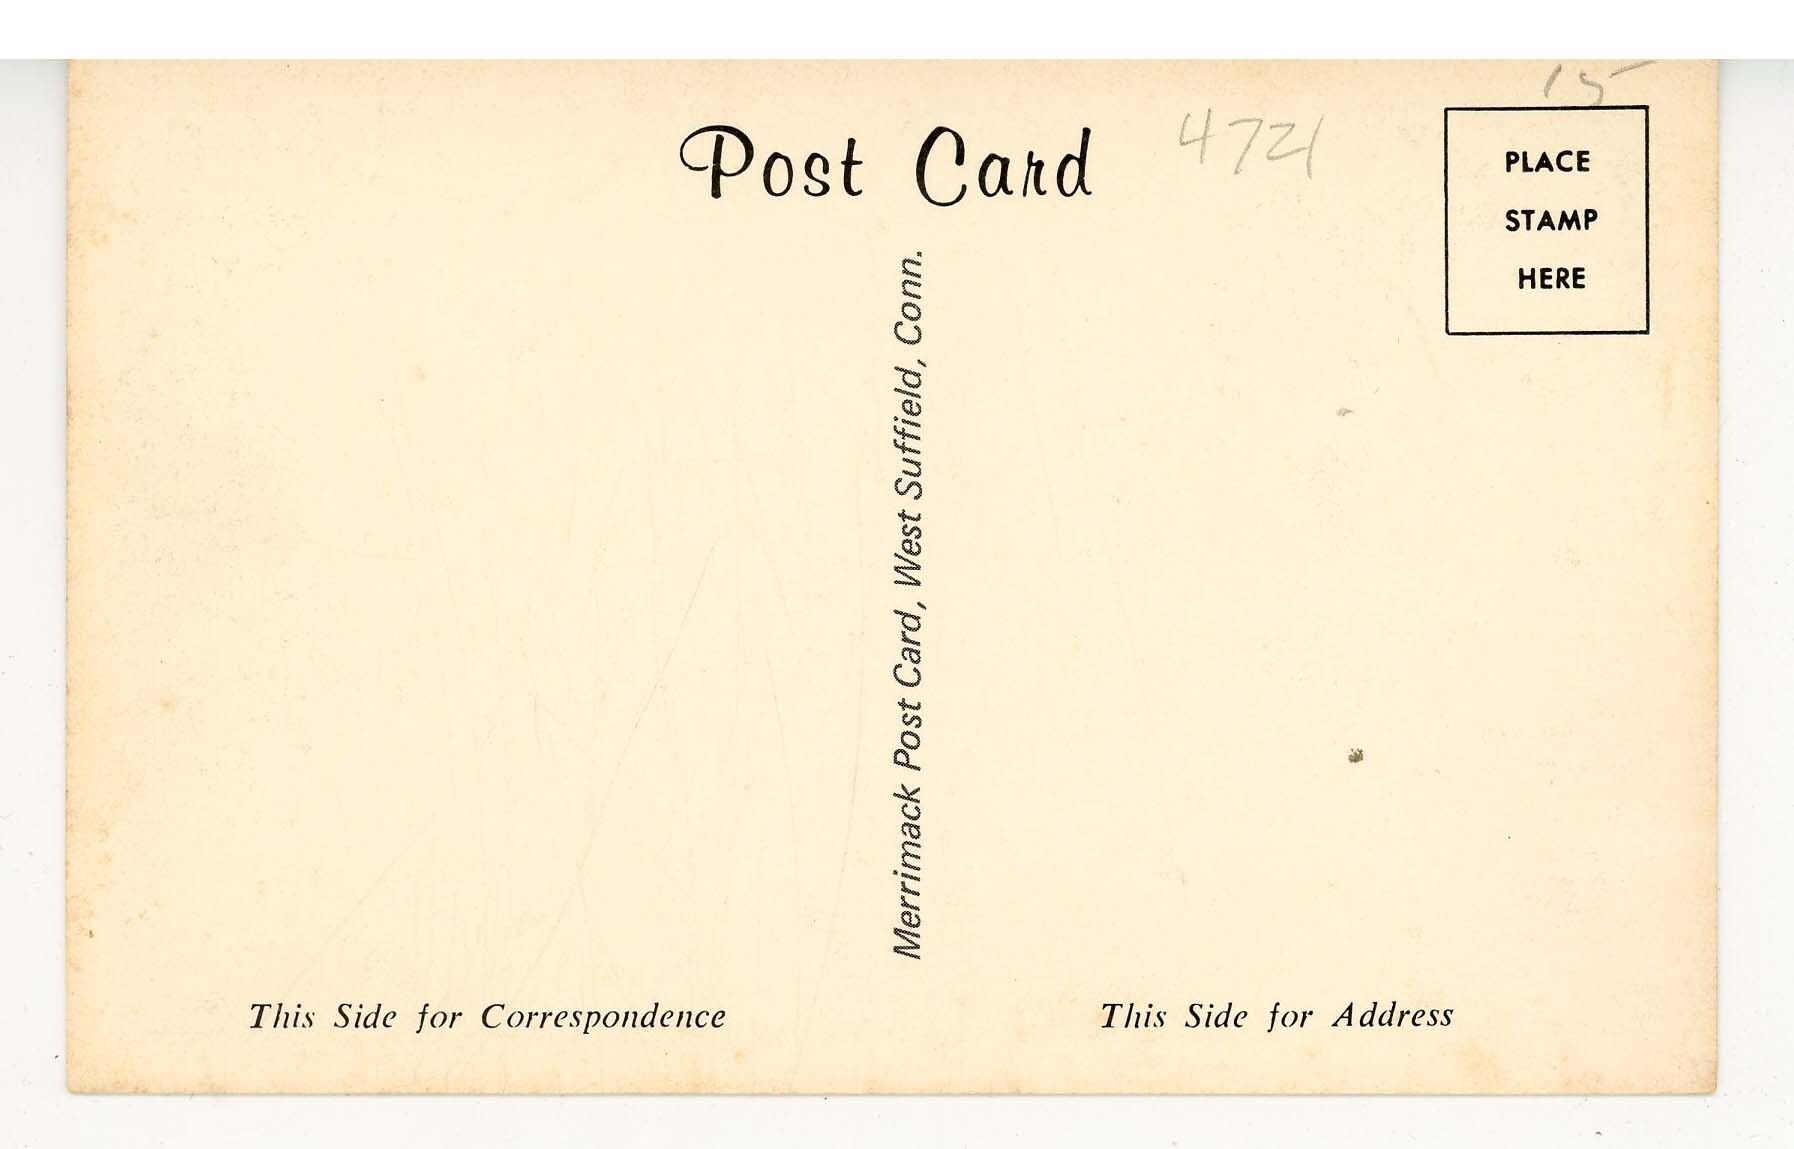 15
Post Card
4721
PLACE
STAMP
HERE
Merrimack Post Card, West Suffield, Conn.
This Side for Correspondence
This Side for Address